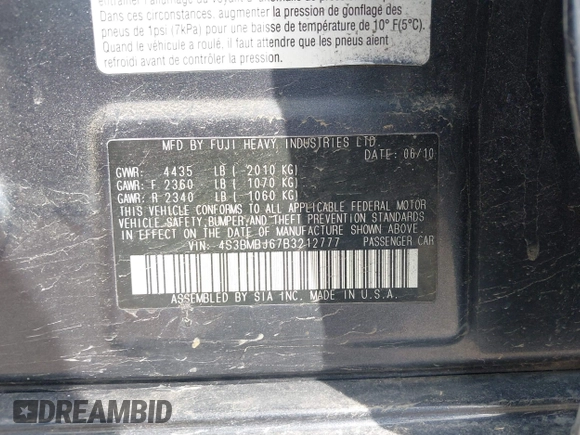 Dans ces circonstances, augmenter la pression de gonflage des
pneus de 1psi (7kPa) pour une baisse de température de 10° F(5°C).
Quand le véhicule a roulé, il faut attendre que les pneus aient
refroidi avant de contrôler la pression.
MFD BY FUJI HEAVY INDUSTRIES LTD.
DATE: 06/10
GVWR: 4435 LB ( 2010 KG)
GAWR: F 2360 LB ( 1070 KG)
GAWR: R 2340 LB ( 1060 KG)
THIS VEHICLE CONFORMS TO ALL APPLICABLE FEDERAL MOTOR
VEHICLE SAFETY, BUMPER, AND THEFT PREVENTION STANDARDS
IN EFFECT ON THE DATE OF MANUFACTURE SHOWN ABOVE.
VIN: 4S3BMBJ67B3212777 PASSENGER CAR
ASSEMBLED BY SIA INC. MADE IN U.S.A.
DREAMBID